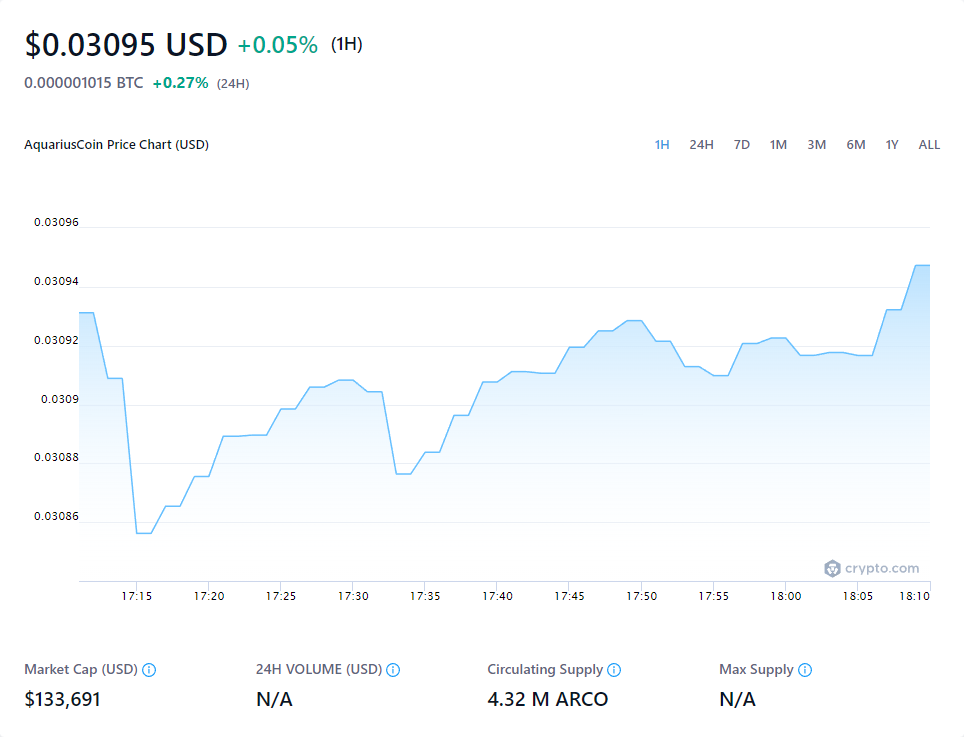 $0.03095 USD +0.05% (1H)
0.000001015 BTC +0.27% (24H)
AquariusCoin Price Chart (USD)
1H 24H 7D 1M 3M 6M 1Y ALL
0.03096
0.03094
0.03092
0.0309
0.03088
0.03086
crypto.com
17:15 17:20 17:25 17:30 17:35 17:40 17:45 17:50 17:55 18:00 18:05 18:10
Market Cap (USD) 24H VOLUME (USD) Circulating Supply Max Supply
$133,691 N/A 4.32 M ARCO N/A